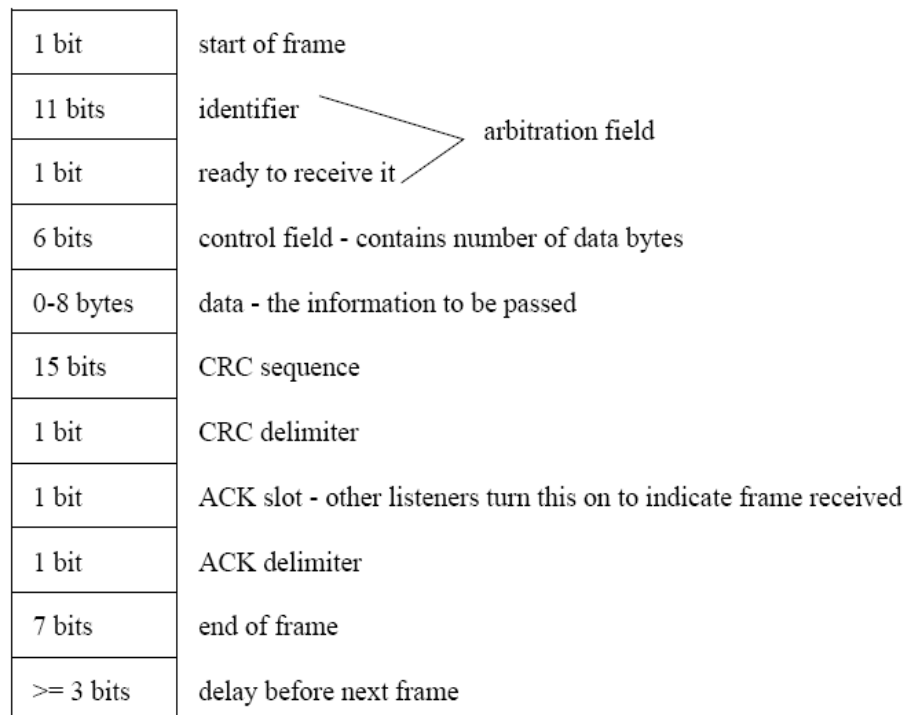 1 bit start of frame
11 bits identifier
arbitration field
1 bit ready to receive it
6 bits control field - contains number of data bytes
0-8 bytes data - the information to be passed
15 bits CRC sequence
1 bit CRC delimiter
1 bit ACK slot - other listeners turn this on to indicate frame received
1 bit ACK delimiter
7 bits end of frame
>= 3 bits delay before next frame